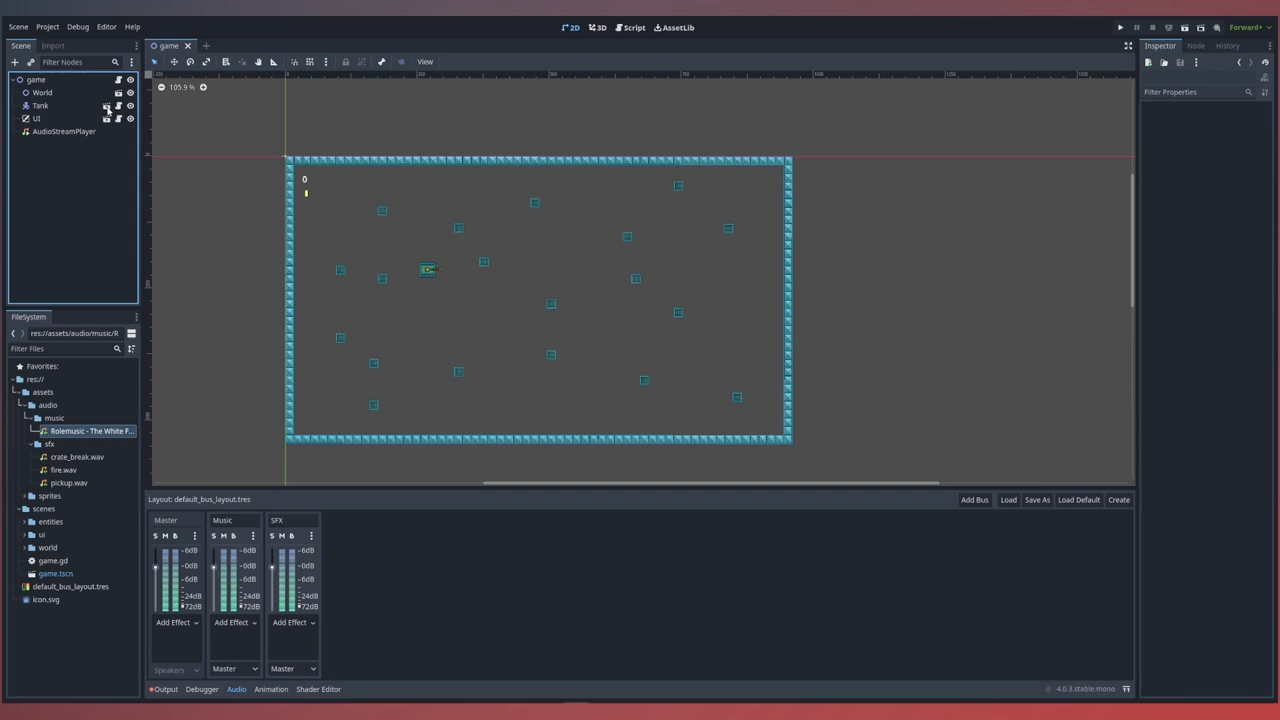 Scene Project Debug Editor Help
2D 3D Script AssetLib
Forward+
Scene Import
Filter Nodes
game
World
Tank
UI
AudioStreamPlayer
game
View
105.9 %
0
Inspector Node History
Filter Properties
FileSystem
res://assets/audio/music/R
Filter Files
Favorites:
res://
assets
audio
music
Rolemusic - The White F...
sfx
crate_break.wav
fire.wav
pickup.wav
sprites
scenes
entities
ui
world
game.gd
game.tscn
default_bus_layout.tres
icon.svg
Layout: default_bus_layout.tres
Add Bus Load Save As Load Default Create
Master Music SFX
S M B S M B S M B
-6dB -6dB -6dB
-0dB -0dB -0dB
-6dB -6dB -6dB
-24dB -24dB -24dB
-72dB -72dB -72dB
Add Effect Add Effect Add Effect
Speakers Master Master
Output Debugger Audio Animation Shader Editor
4.0.3.stable.mono